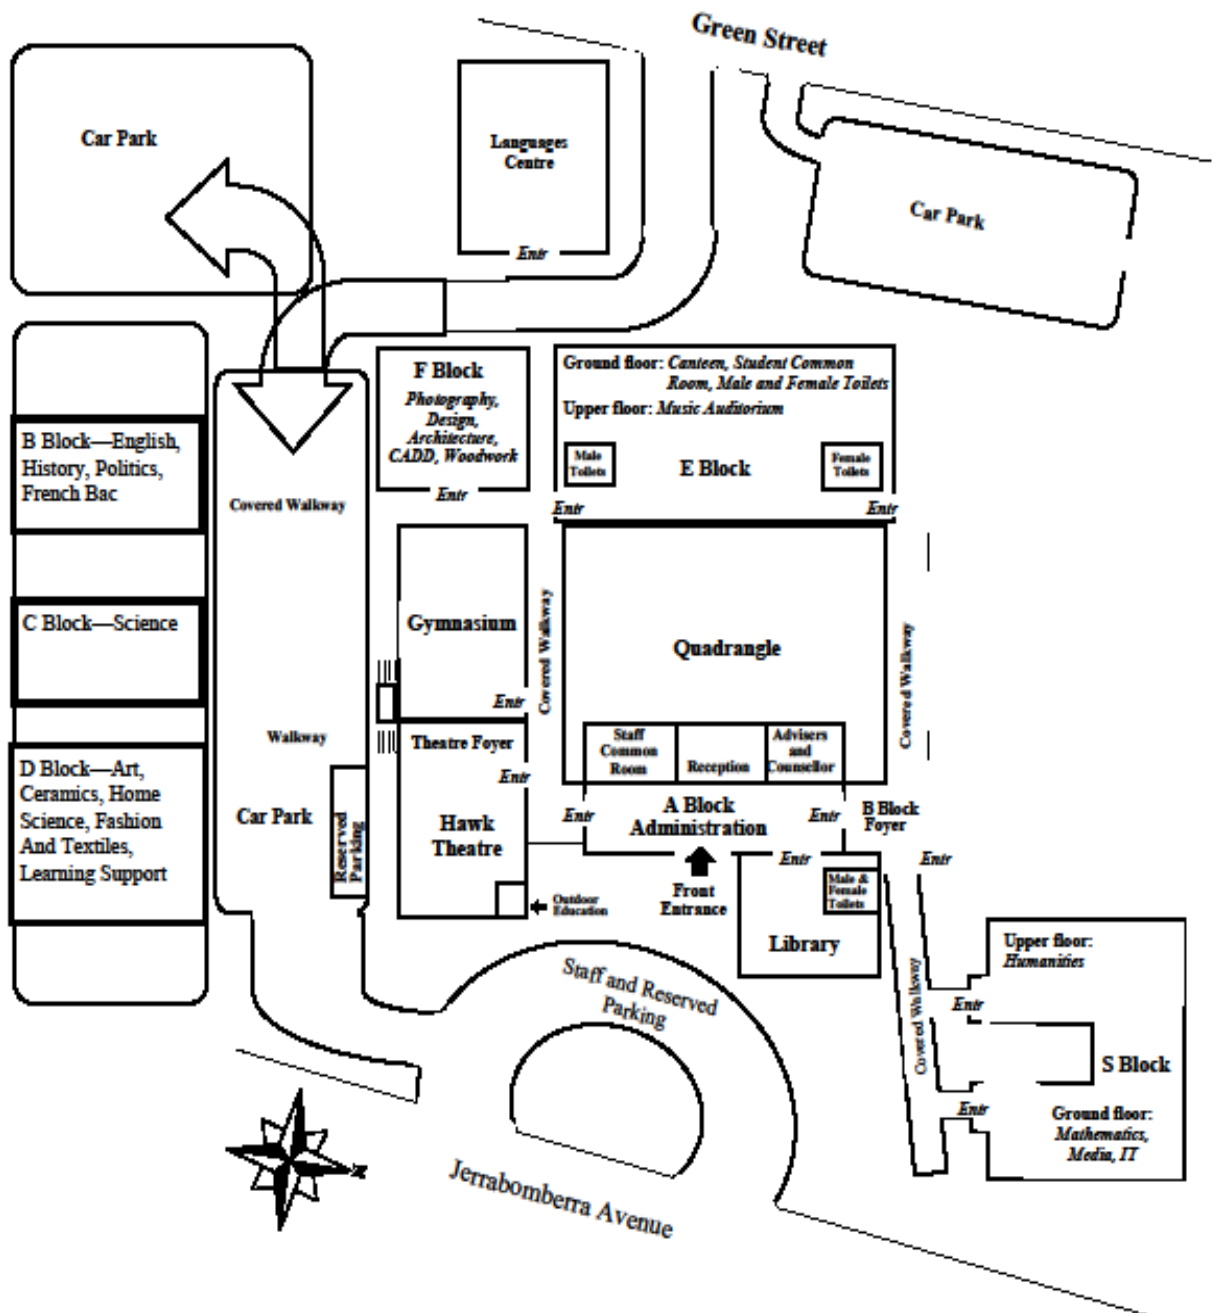 Green Street
Car Park
Languages
Centre
Entr
Car Park
F Block
Photography,
Design,
Architecture,
CADD, Woodwork
Entr
Ground floor: Canteen, Student Common
Room, Male and Female Toilets
Upper floor: Music Auditorium
Male
Toilets
E Block
Female
Toilets
Entr
Entr
B Block—English,
History, Politics,
French Bac
Covered Walkway
C Block—Science
Gymnasium
Entr
Covered Walkway
Quadrangle
Covered Walkway
Walkway
Theatre Foyer
Entr
Staff
Common
Room
Reception
Advisers
and
Counsellor
D Block—Art,
Ceramics, Home
Science, Fashion
And Textiles,
Learning Support
Car Park
Reserved
Parking
Hawk
Theatre
Entr
A Block
Administration
Entr
B Block
Foyer
Entr
Entr
Front
Entrance
Male &
Female
Toilets
Outdoor
Education
Library
Staff and Reserved
Parking
Covered Walkway
Upper floor:
Humanities
Entr
S Block
Entr
Ground floor:
Mathematics,
Media, IT
N
Jerrabomberra Avenue